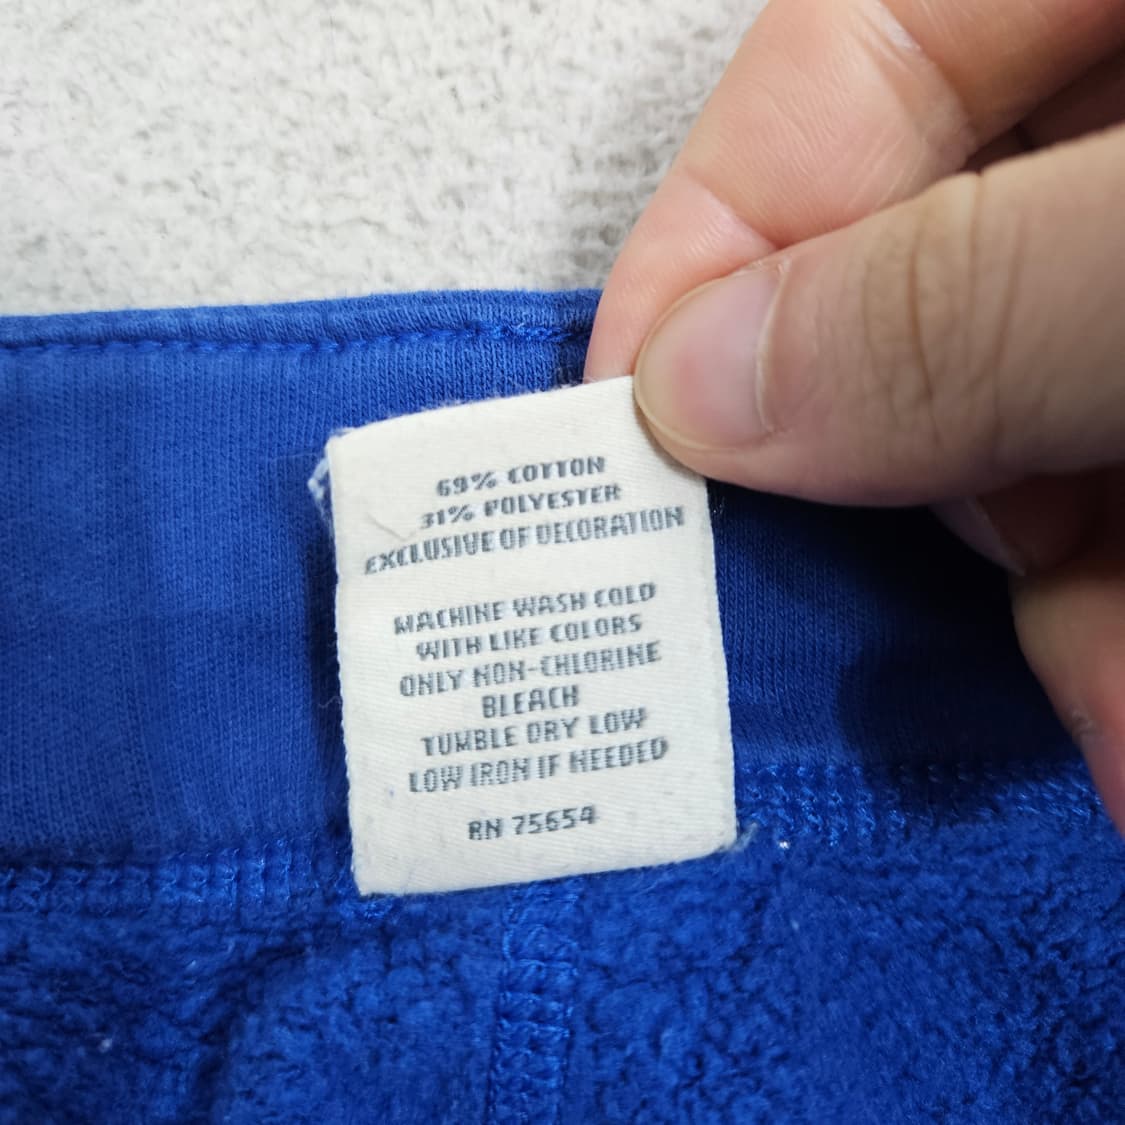 69% COTTON
31% POLYESTER
EXCLUSIVE OF DECORATION
MACHINE WASH COLD
WITH LIKE COLORS
ONLY NON-CHLORINE
BLEACH
TUMBLE DRY LOW
LOW IRON IF NEEDED
RN 75654